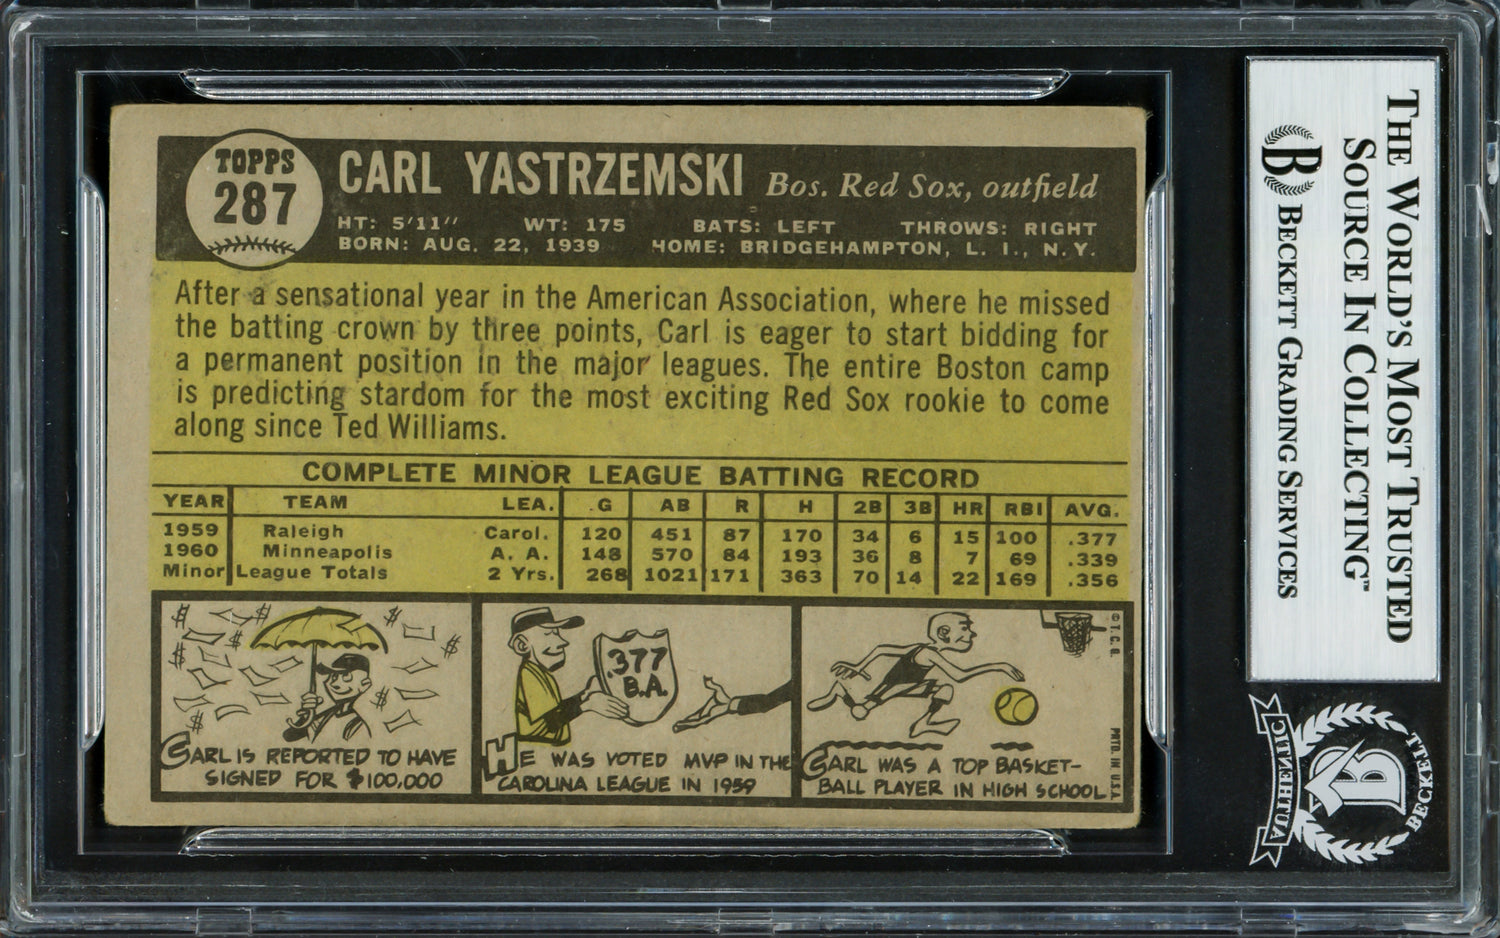 TOPPS
287
CARL YASTRZEMSKI Bos. Red Sox, outfield
HT: 5'11" WT: 175 BATS: LEFT THROWS: RIGHT
BORN: AUG. 22, 1939 HOME: BRIDGEHAMPTON, L. I., N.Y.
After a sensational year in the American Association, where he missed
the batting crown by three points, Carl is eager to start bidding for
a permanent position in the major leagues. The entire Boston camp
is predicting stardom for the most exciting Red Sox rookie to come
along since Ted Williams.
COMPLETE MINOR LEAGUE BATTING RECORD
YEAR TEAM LEA. G AB R H 2B 3B HR RBI AVG.
1959 Raleigh Carol. 120 451 87 170 34 6 15 100 .377
1960 Minneapolis A. A. 148 570 84 193 36 8 7 69 .339
Minor League Totals 2 Yrs. 268 1021 171 363 70 14 22 169 .356
CARL IS REPORTED TO HAVE
SIGNED FOR $100,000
.377
B.A.
HE WAS VOTED MVP IN THE
CAROLINA LEAGUE IN 1959
CARL WAS A TOP BASKET-
BALL PLAYER IN HIGH SCHOOL
© T.C.G.
PRTD. IN U.S.A.
THE WORLD'S MOST TRUSTED
SOURCE IN COLLECTING™
B BECKETT GRADING SERVICES
BECKETT
B
AUTHENTIC